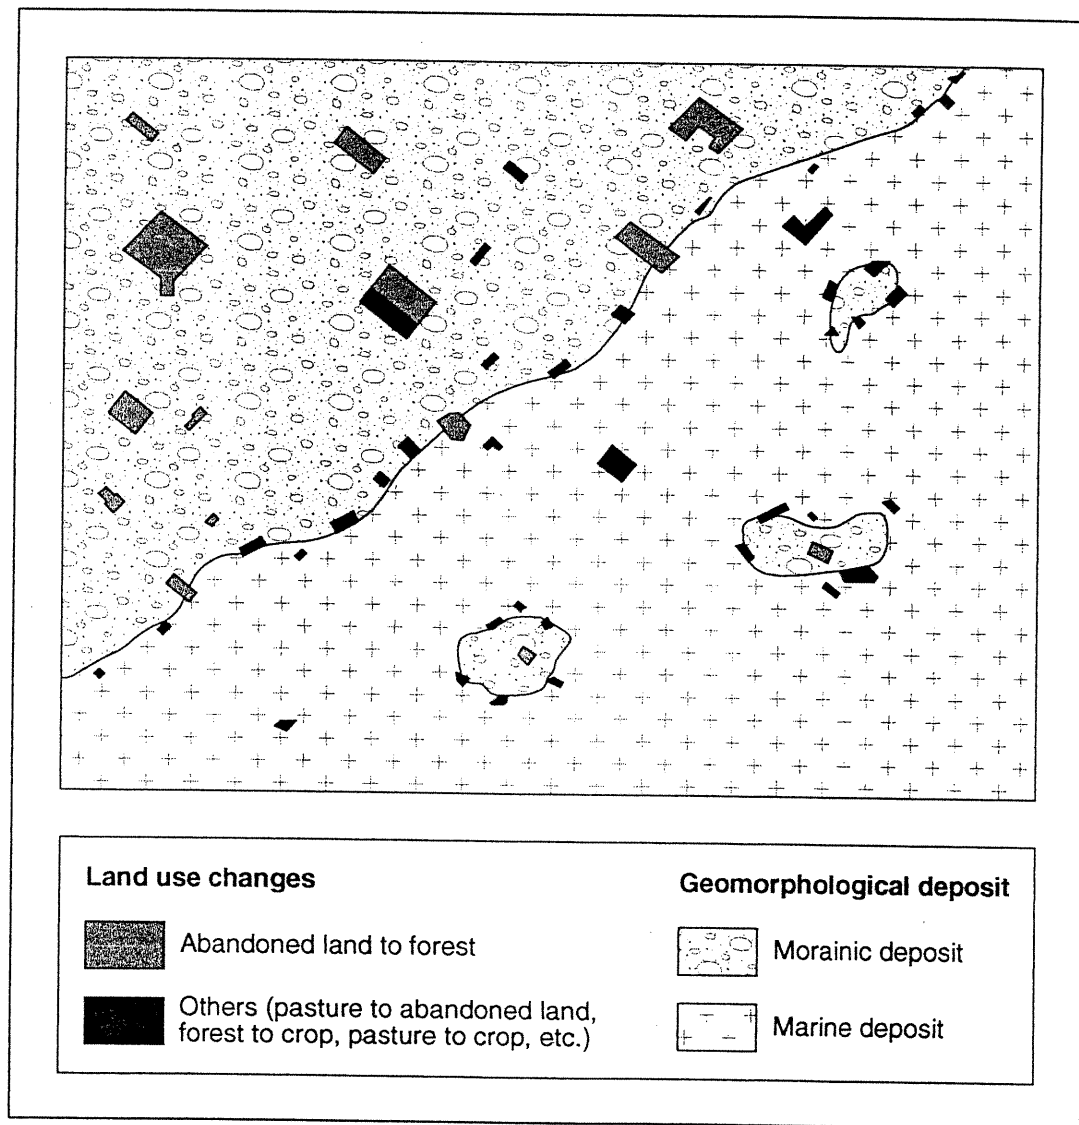 Land use changes
Abandoned land to forest
Others (pasture to abandoned land,
forest to crop, pasture to crop, etc.)
Geomorphological deposit
Morainic deposit
Marine deposit